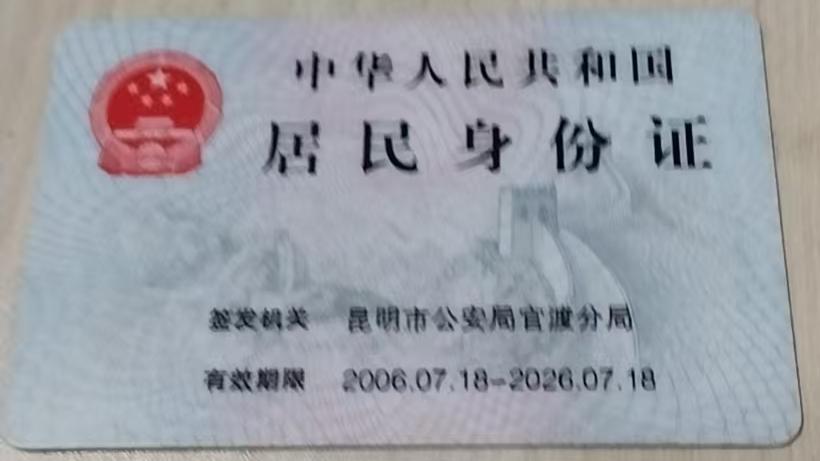 中华人民共和国
居民身份证
签发机关 昆明市公安局官渡分局
有效期限 2006.07.18-2026.07.18